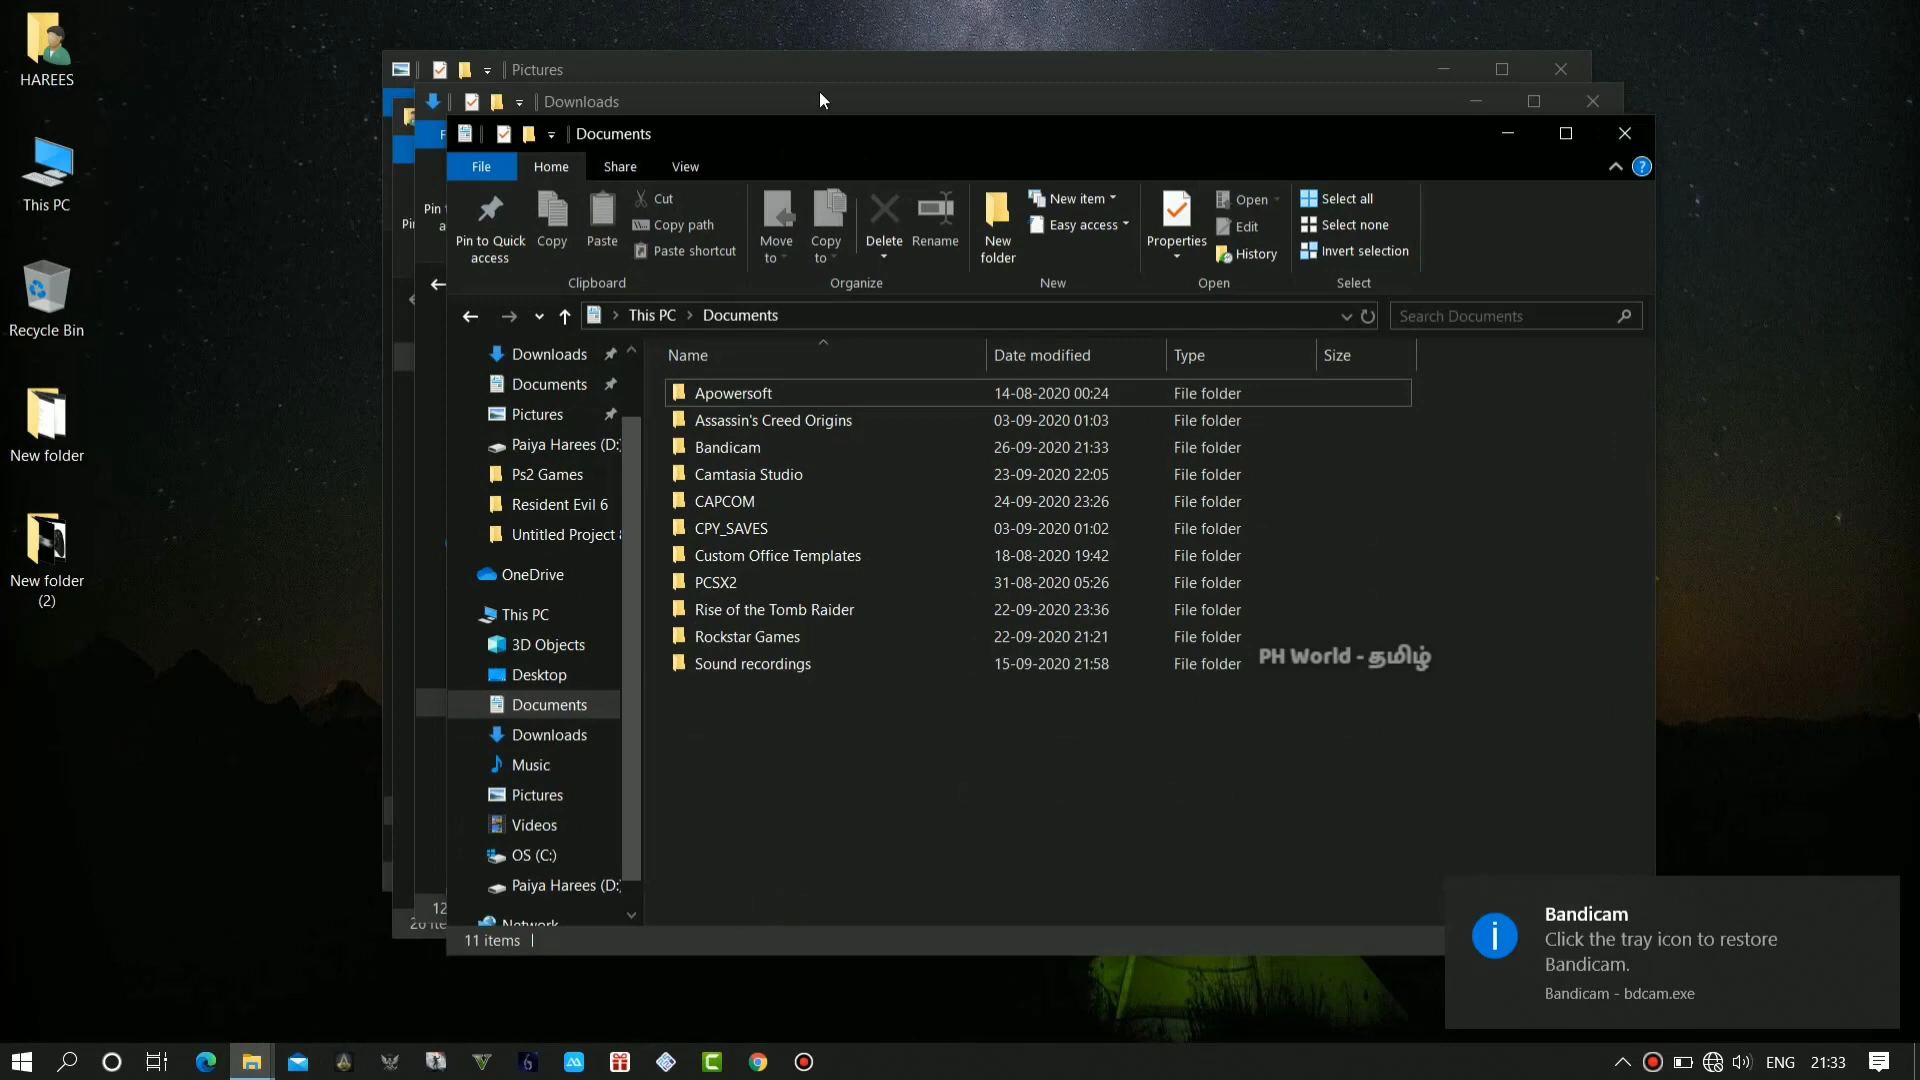 HAREES
This PC
Recycle Bin
New folder
New folder
(2)
Pictures
Downloads
Documents
File
Home
Share
View
Pin to Quick
access
Copy
Paste
Cut
Copy path
Paste shortcut
Clipboard
Move
to
Copy
to
Delete
Rename
Organize
New
folder
New item
Easy access
New
Properties
Open
Edit
History
Open
Select all
Select none
Invert selection
Select
This PC
Documents
Search Documents
Downloads
Documents
Pictures
Paiya Harees (D:
Ps2 Games
Resident Evil 6
Untitled Project
OneDrive
This PC
3D Objects
Desktop
Documents
Downloads
Music
Pictures
Videos
OS (C:)
Paiya Harees (D:
Network
Name Date modified Type Size
Apowersoft 14-08-2020 00:24 File folder
Assassin's Creed Origins 03-09-2020 01:03 File folder
Bandicam 26-09-2020 21:33 File folder
Camtasia Studio 23-09-2020 22:05 File folder
CAPCOM 24-09-2020 23:26 File folder
CPY_SAVES 03-09-2020 01:02 File folder
Custom Office Templates 18-08-2020 19:42 File folder
PCSX2 31-08-2020 05:26 File folder
Rise of the Tomb Raider 22-09-2020 23:36 File folder
Rockstar Games 22-09-2020 21:21 File folder
Sound recordings 15-09-2020 21:58 File folder
PH World - தமிழ்
11 items
Bandicam
Click the tray icon to restore
Bandicam.
Bandicam - bdcam.exe
ENG 21:33